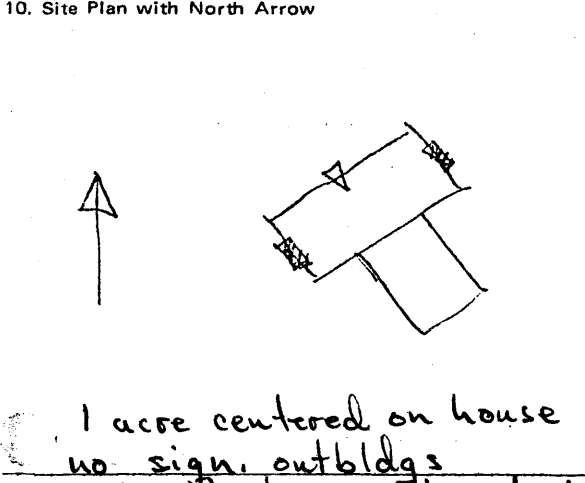 10. Site Plan with North Arrow
1 acre centered on house
no sign. outbldgs